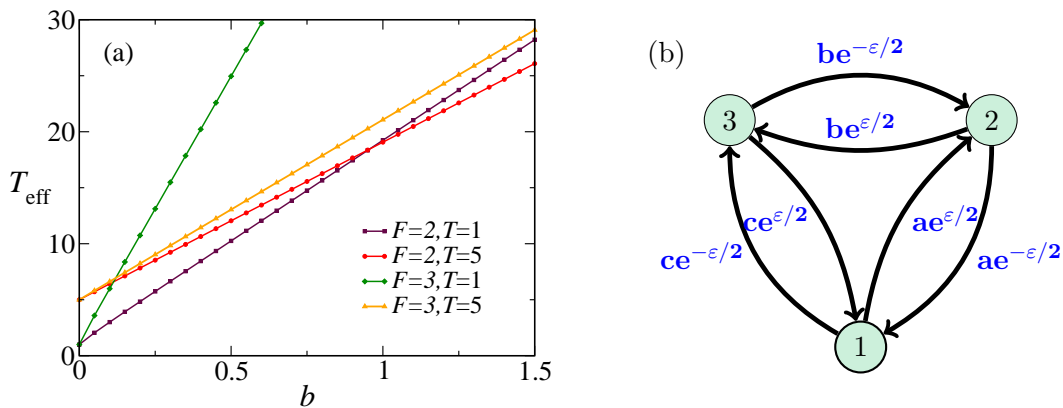 (a)
30
20
10
0
T_eff
0
0.5
1
1.5
b
F=2,T=1
F=2,T=5
F=3,T=1
F=3,T=5
(b)
be^{-ε/2}
3
2
be^{ε/2}
ce^{ε/2}
ae^{ε/2}
ce^{-ε/2}
ae^{-ε/2}
1